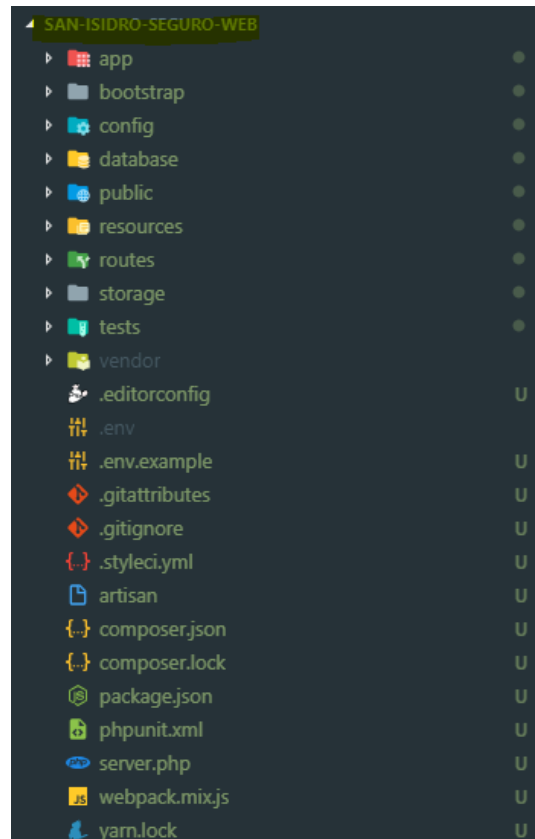 SAN-ISIDRO-SEGURO-WEB
app
bootstrap
config
database
public
resources
routes
storage
tests
vendor
.editorconfig U
.env
.env.example U
.gitattributes U
.gitignore U
.styleci.yml U
artisan U
composer.json U
composer.lock U
package.json U
phpunit.xml U
server.php U
webpack.mix.js U
yarn.lock U